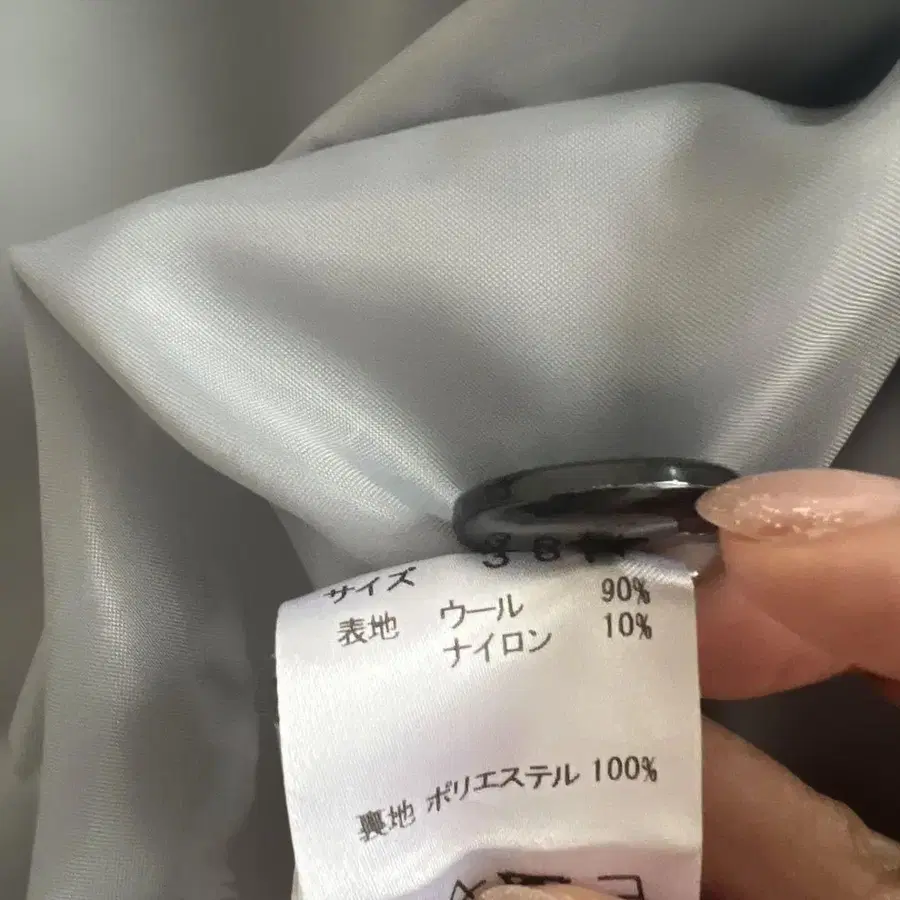 サイズ 38
表地 ウール 90%
ナイロン 10%
裏地 ポリエステル 100%